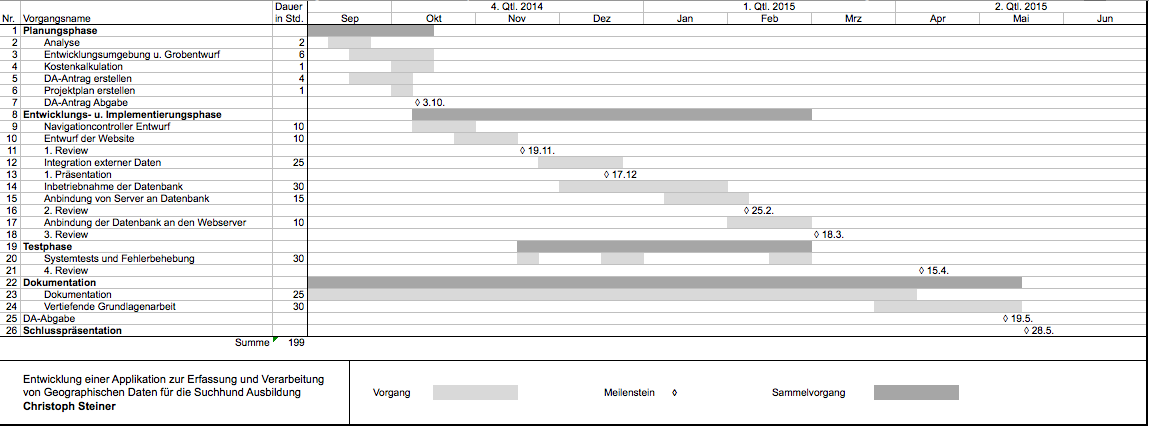 Dauer 4. Qtl. 2014 1. Qtl. 2015 2. Qtl. 2015
Nr. Vorgangsname in Std. Sep Okt Nov Dez Jan Feb Mrz Apr Mai Jun
1 Planungsphase
2 Analyse 2
3 Entwicklungsumgebung u. Grobentwurf 6
4 Kostenkalkulation 1
5 DA-Antrag erstellen 4
6 Projektplan erstellen 1
7 DA-Antrag Abgabe ◊ 3.10.
8 Entwicklungs- u. Implementierungsphase
9 Navigationcontroller Entwurf 10
10 Entwurf der Website 10
11 1. Review ◊ 19.11.
12 Integration externer Daten 25
13 1. Präsentation ◊ 17.12
14 Inbetriebnahme der Datenbank 30
15 Anbindung von Server an Datenbank 15
16 2. Review ◊ 25.2.
17 Anbindung der Datenbank an den Webserver 10
18 3. Review ◊ 18.3.
19 Testphase
20 Systemtests und Fehlerbehebung 30
21 4. Review ◊ 15.4.
22 Dokumentation
23 Dokumentation 25
24 Vertiefende Grundlagenarbeit 30
25 DA-Abgabe ◊ 19.5.
26 Schlusspräsentation ◊ 28.5.
Summe 199
Entwicklung einer Applikation zur Erfassung und Verarbeitung
von Geographischen Daten für die Suchhund Ausbildung
Christoph Steiner
Vorgang Meilenstein ◊ Sammelvorgang